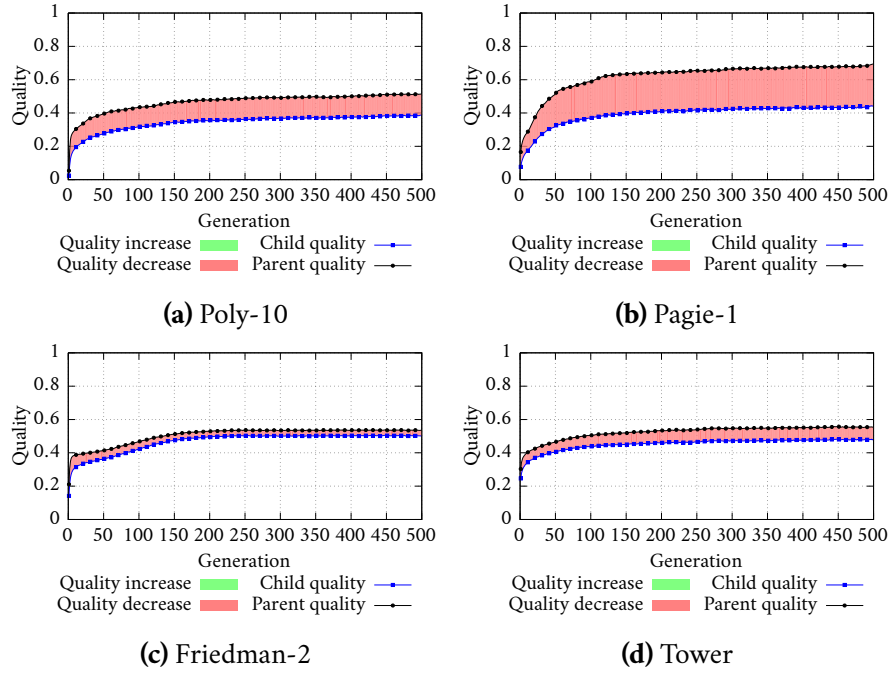 1
0.8
0.6
0.4
0.2
0
Quality
0 50 100 150 200 250 300 350 400 450 500
Generation
Quality increase Child quality
Quality decrease Parent quality
(a) Poly-10
1
0.8
0.6
0.4
0.2
0
Quality
0 50 100 150 200 250 300 350 400 450 500
Generation
Quality increase Child quality
Quality decrease Parent quality
(b) Pagie-1
1
0.8
0.6
0.4
0.2
0
Quality
0 50 100 150 200 250 300 350 400 450 500
Generation
Quality increase Child quality
Quality decrease Parent quality
(c) Friedman-2
1
0.8
0.6
0.4
0.2
0
Quality
0 50 100 150 200 250 300 350 400 450 500
Generation
Quality increase Child quality
Quality decrease Parent quality
(d) Tower